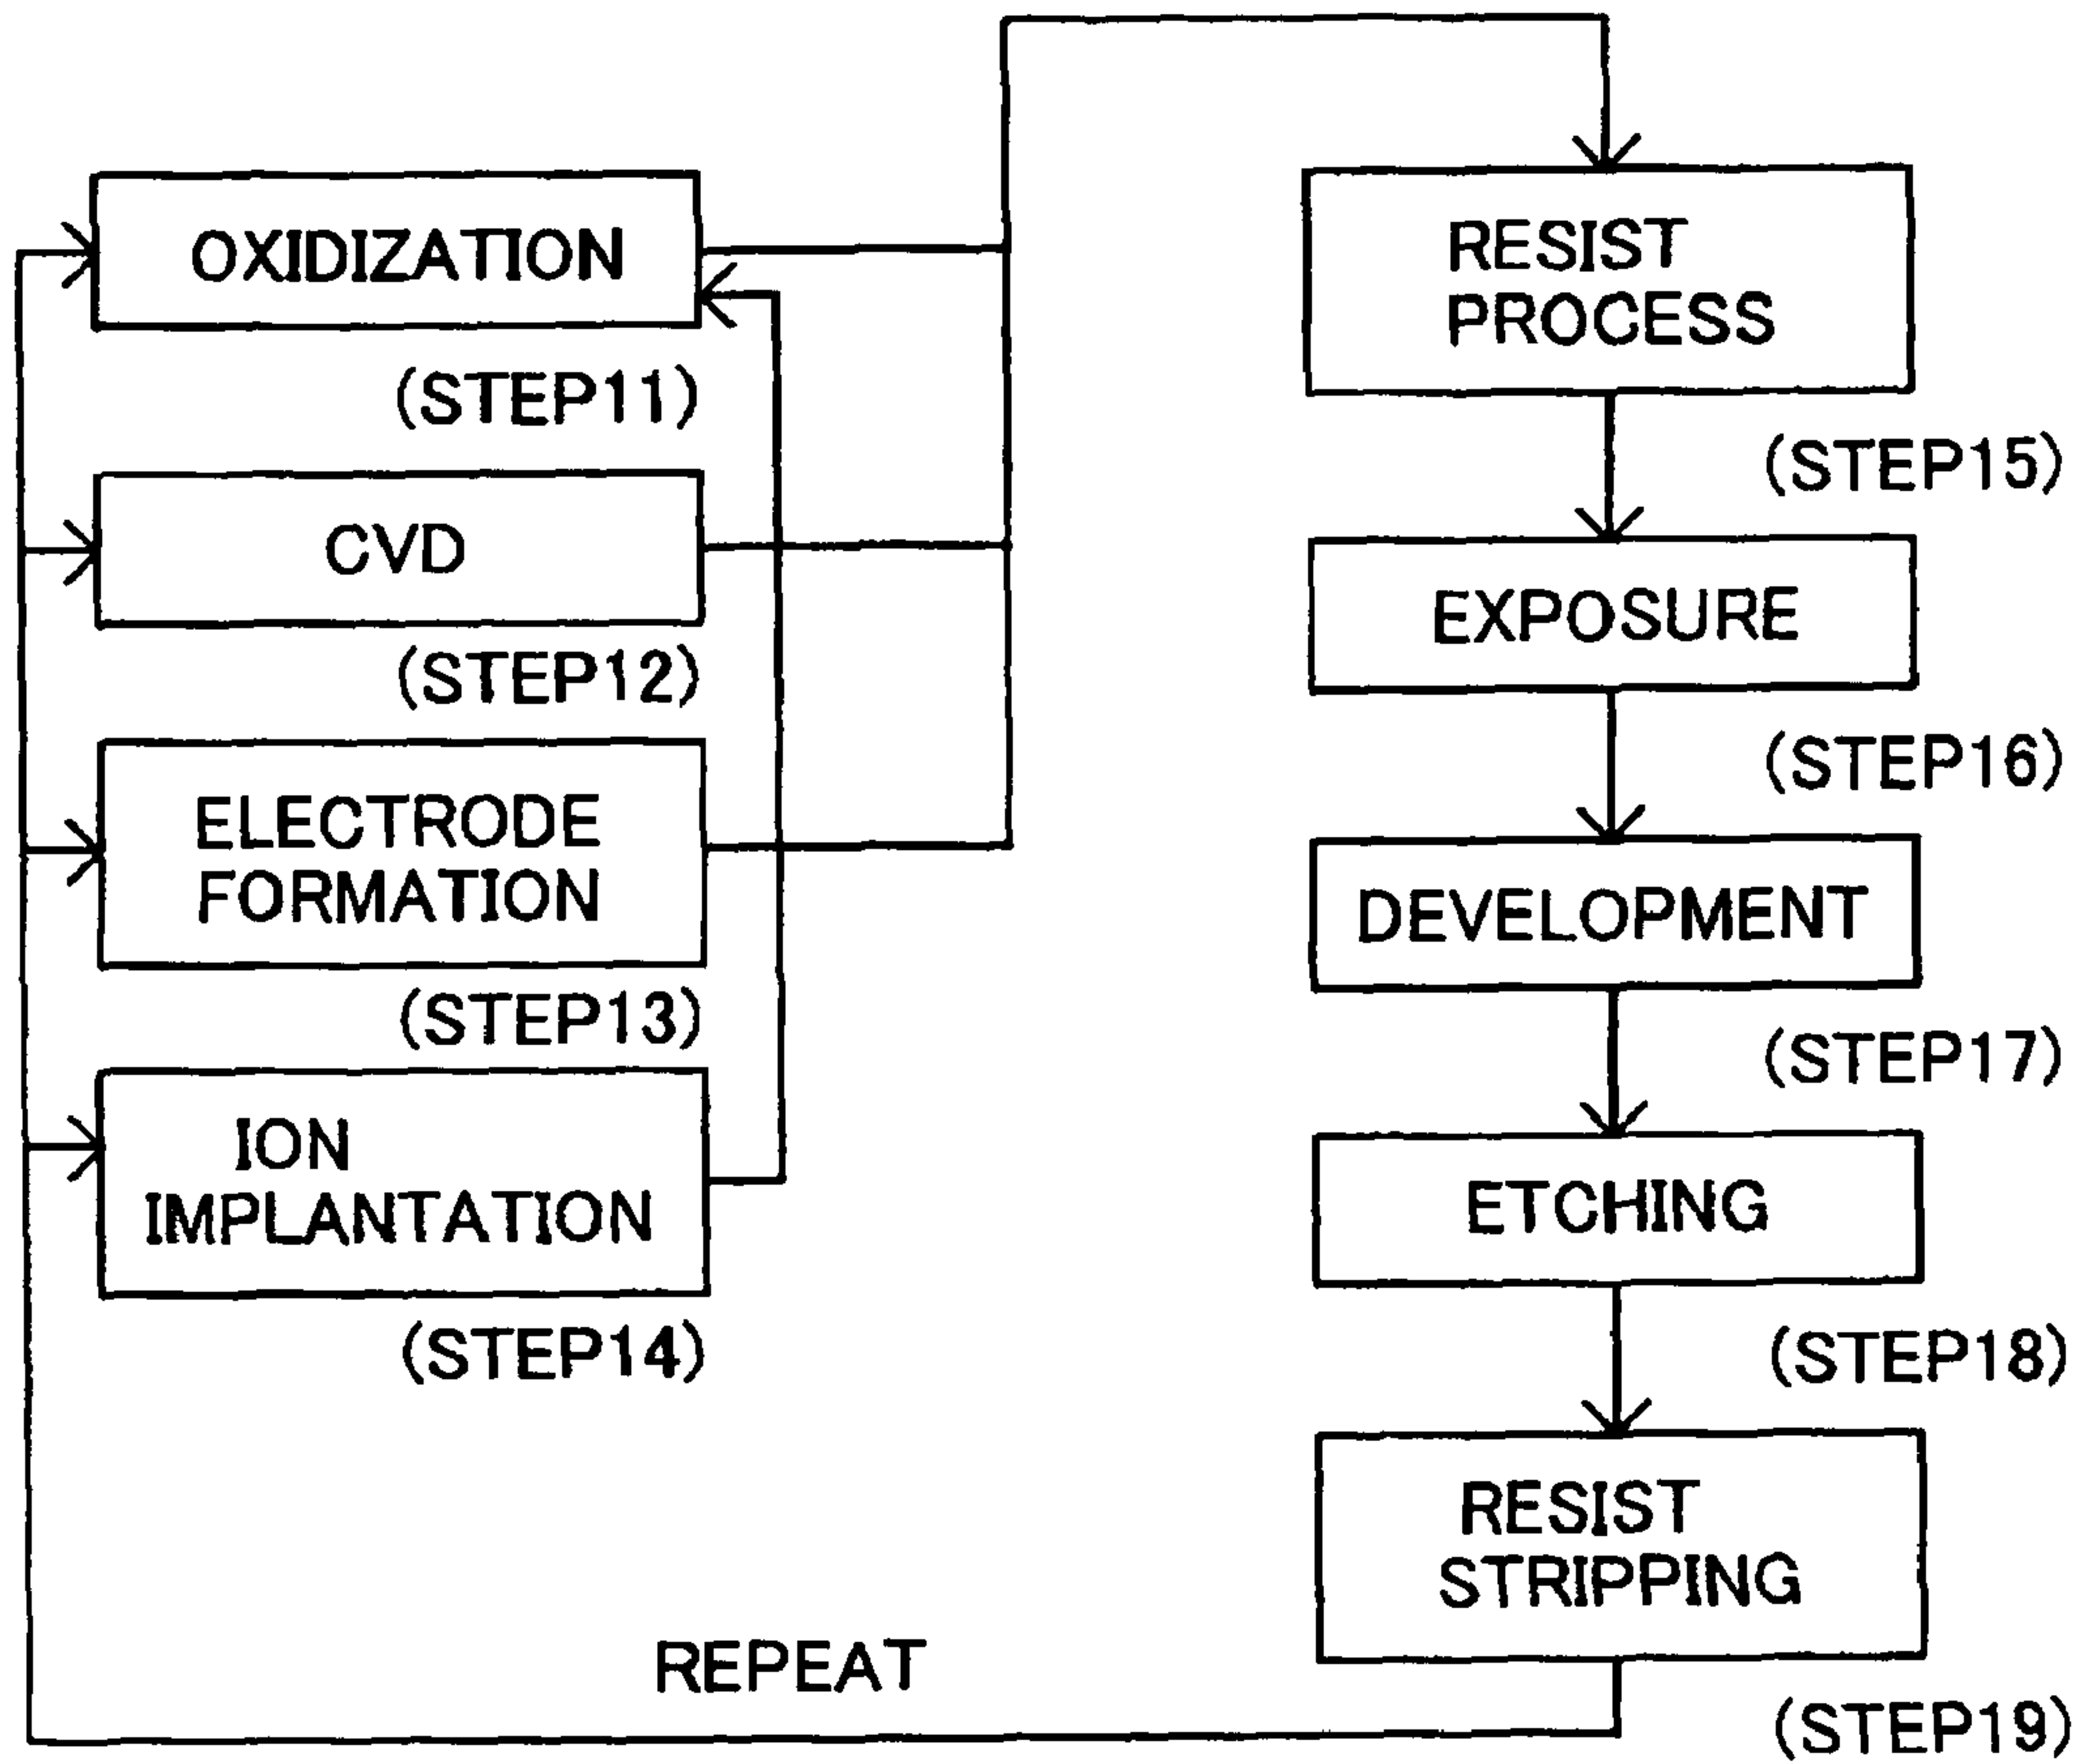 OXIDIZATION
(STEP11)
CVD
(STEP12)
ELECTRODE
FORMATION
(STEP13)
ION
IMPLANTATION
(STEP14)
RESIST
PROCESS
(STEP15)
EXPOSURE
(STEP16)
DEVELOPMENT
(STEP17)
ETCHING
(STEP18)
RESIST
STRIPPING
(STEP19)
REPEAT